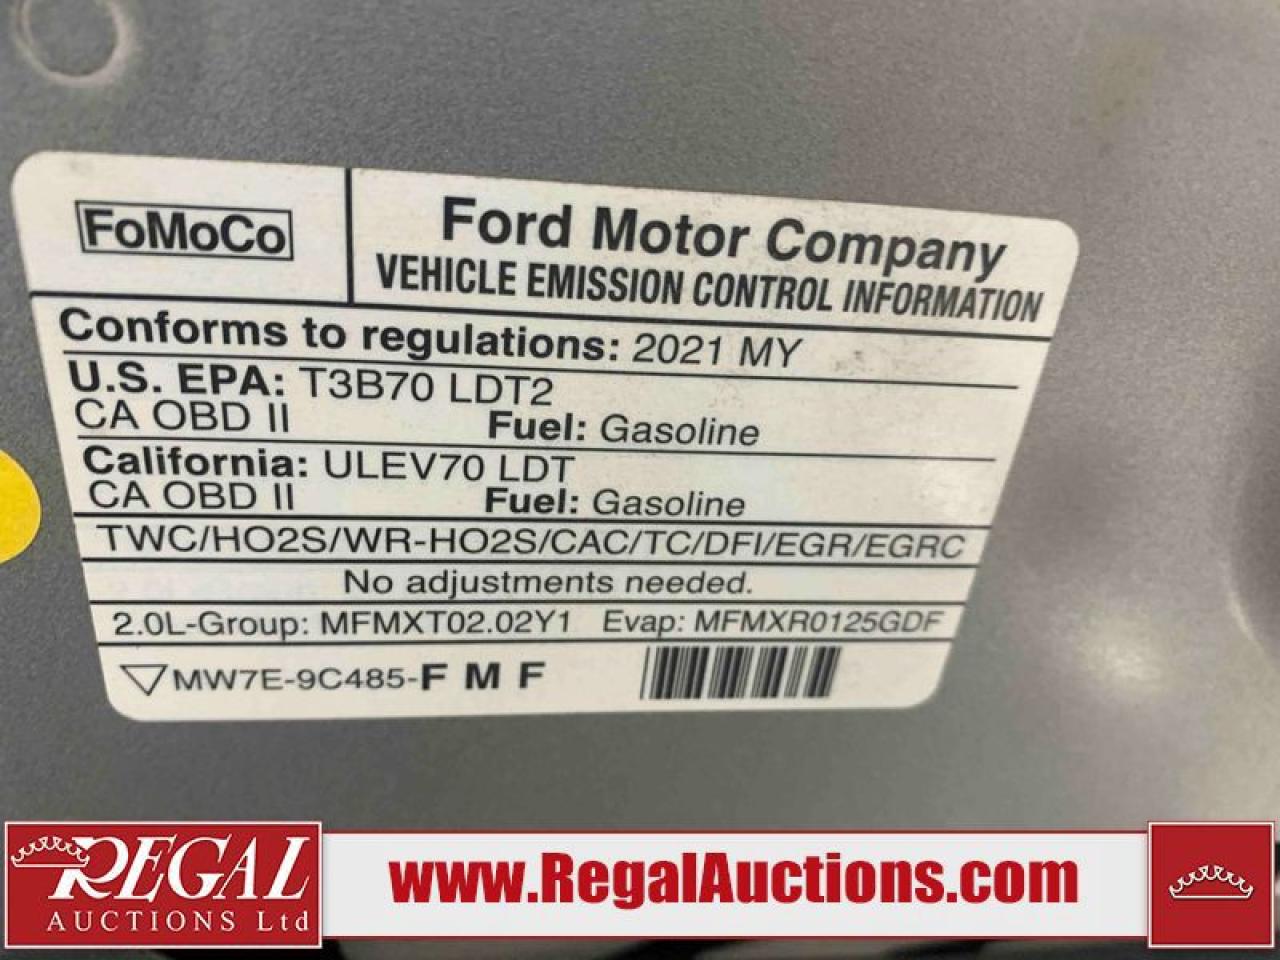 FoMoCo
Ford Motor Company
VEHICLE EMISSION CONTROL INFORMATION
Conforms to regulations: 2021 MY
U.S. EPA: T3B70 LDT2
CA OBD II Fuel: Gasoline
California: ULEV70 LDT
CA OBD II Fuel: Gasoline
TWC/HO2S/WR-HO2S/CAC/TC/DFI/EGR/EGRC
No adjustments needed.
2.0L-Group: MFMXT02.02Y1 Evap: MFMXR0125GDF
MW7E-9C485-F M F
REGAL
AUCTIONS Ltd
www.RegalAuctions.com